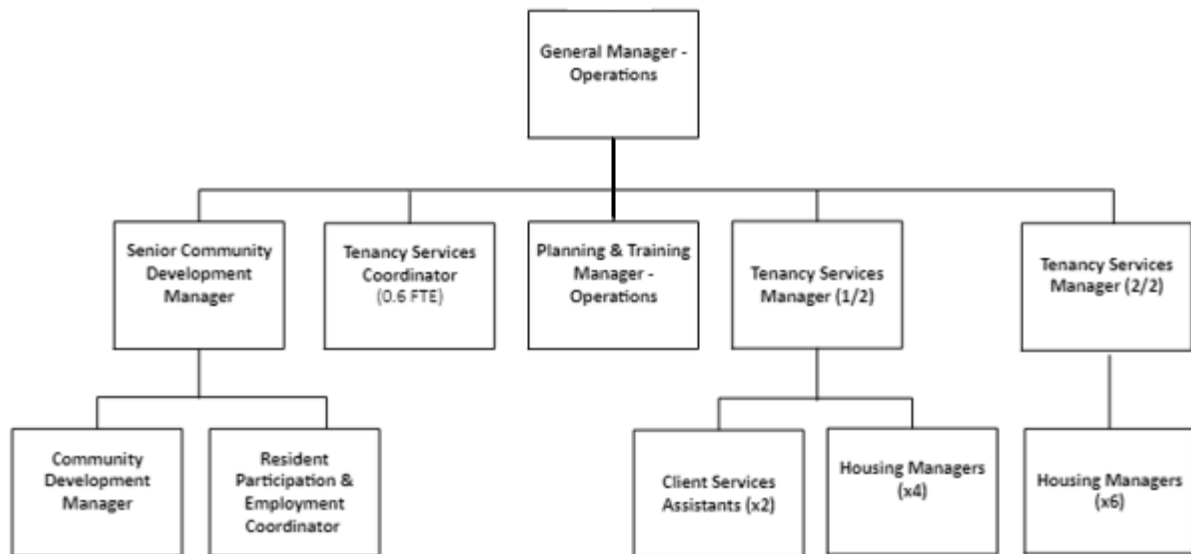 General Manager -
Operations
Senior Community
Development
Manager
Tenancy Services
Coordinator
(0.6 FTE)
Planning & Training
Manager -
Operations
Tenancy Services
Manager (1/2)
Tenancy Services
Manager (2/2)
Community
Development
Manager
Resident
Participation &
Employment
Coordinator
Client Services
Assistants (x2)
Housing Managers
(x4)
Housing Managers
(x6)